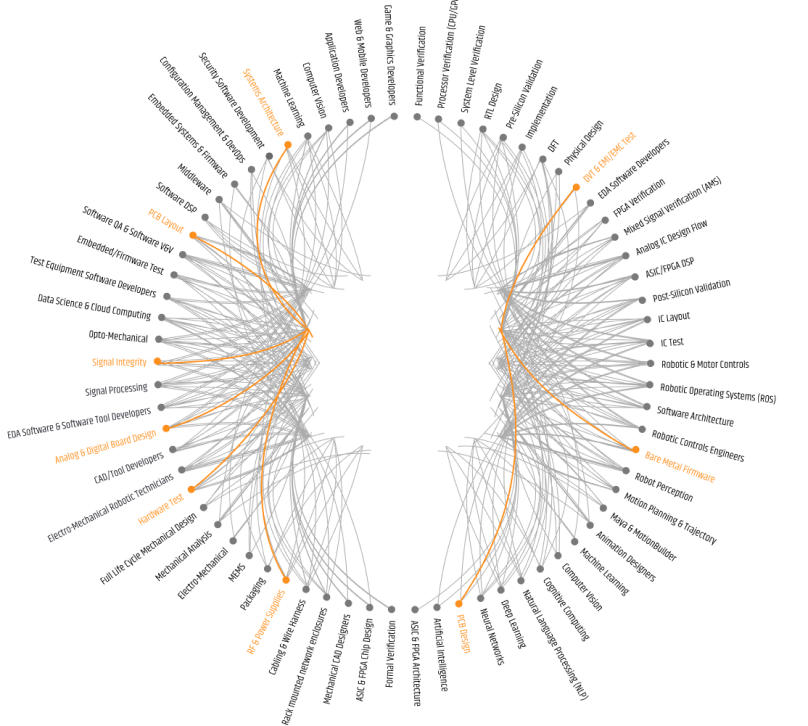 Game & Graphics Developers
Web & Mobile Developers
Application Developers
Computer Vision
Machine Learning
Systems Architecture
Security Software Development
Configuration Management & DevOps
Embedded Systems & Firmware
Middleware
Software DSP
PCB Layout
Software QA & Software V&V
Embedded/Firmware Test
Test Equipment Software Developers
Data Science & Cloud Computing
Opto-Mechanical
Signal Integrity
Signal Processing
EDA Software & Software Tool Developers
Analog & Digital Board Design
CAD/Tool Developers
Electro-Mechanical Robotic Technicians
Hardware Test
Full Life Cycle Mechanical Design
Mechanical Analysis
Electro-Mechanical
MEMS
Packaging
RF & Power Supplies
Cabling & Wire Harness
Rack mounted network enclosures
Mechanical CAD Designers
ASIC & FPGA Chip Design
Formal Verification
Functional Verification
Processor Verification (CPU/GPU
System Level Verification
RTL Design
Pre-silicon Validation
Implementation
DFT
Physical Design
DVT & EMI/EMC Test
EDA Software Developers
FPGA Verification
Mixed Signal Verification (AMS)
Analog IC Design Flow
ASIC/FPGA DSP
Post-Silicon Validation
IC Layout
IC Test
Robotic & Motor Controls
Robotic Operating Systems (ROS)
Software Architecture
Robotic Controls Engineers
Bare Metal Firmware
Robot Perception
Motion Planning & Trajectory
Maya & MotionBuilder
Animation Designers
Machine Learning
Computer Vision
Cognitive Computing
Natural Language Processing (NLP)
Deep Learning
Neural Networks
PCB Design
Artificial Intelligence
ASIC & FPGA Architecture